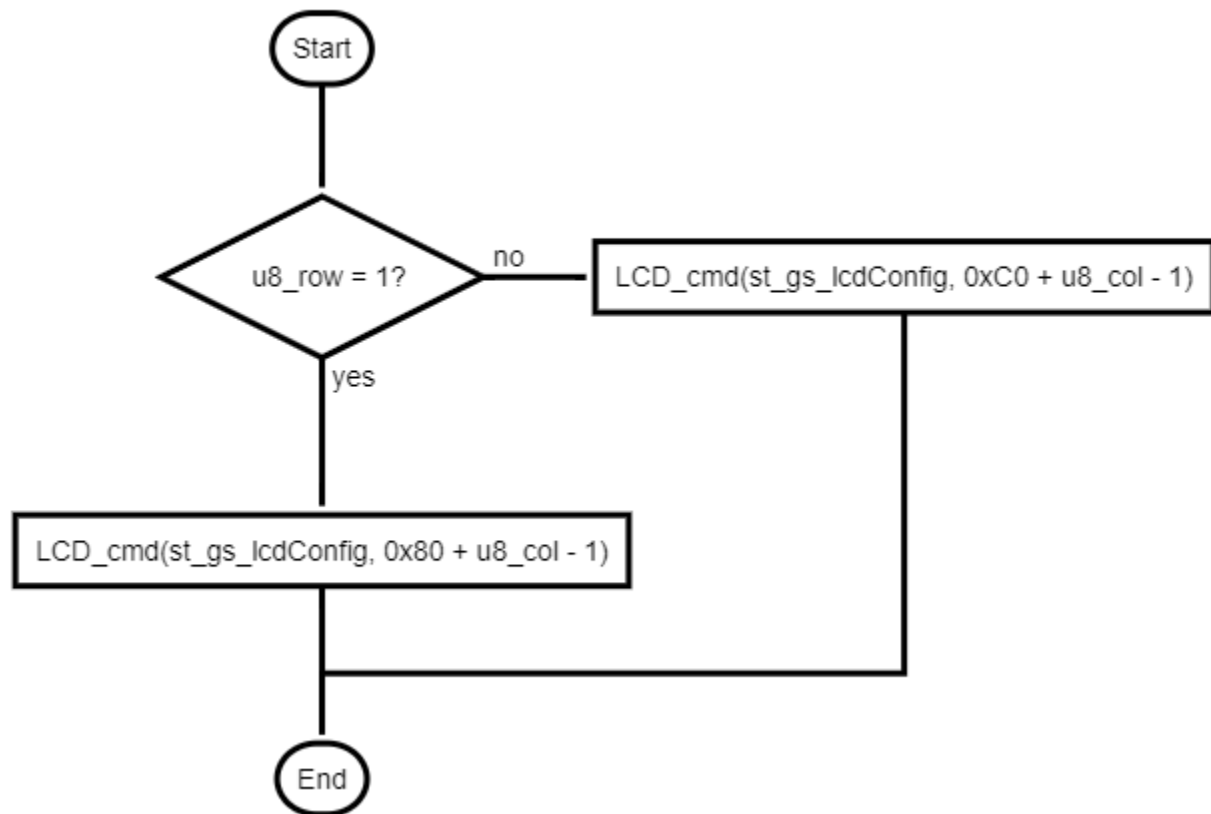 Start
u8_row = 1?
no
LCD_cmd(st_gs_lcdConfig, 0xC0 + u8_col - 1)
yes
LCD_cmd(st_gs_lcdConfig, 0x80 + u8_col - 1)
End